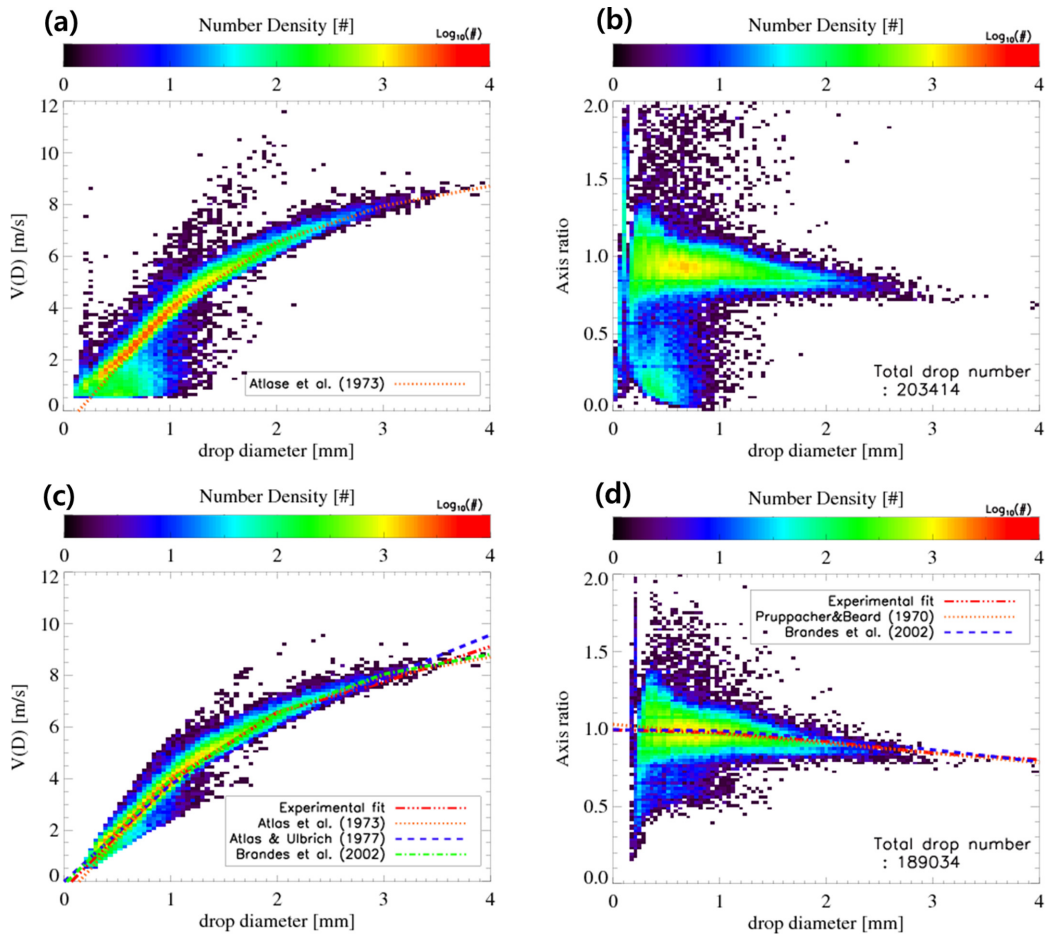 (a)
Number Density [#]
Log10(#)
0 1 2 3 4
12
10
8
6
4
2
0
V(D) [m/s]
Atlase et al. (1973)
0 1 2 3 4
drop diameter [mm]
(b)
Number Density [#]
Log10(#)
0 1 2 3 4
2.0
1.5
1.0
0.5
0.0
Axis ratio
Total drop number
: 203414
0 1 2 3 4
drop diameter [mm]
(c)
Number Density [#]
Log10(#)
0 1 2 3 4
12
10
8
6
4
2
0
V(D) [m/s]
Experimental fit
Atlas et al. (1973)
Atlas & Ulbrich (1977)
Brandes et al. (2002)
0 1 2 3 4
drop diameter [mm]
(d)
Number Density [#]
Log10(#)
0 1 2 3 4
2.0
1.5
1.0
0.5
0.0
Axis ratio
Experimental fit
Pruppacher&Beard (1970)
Brandes et al. (2002)
Total drop number
: 189034
0 1 2 3 4
drop diameter [mm]